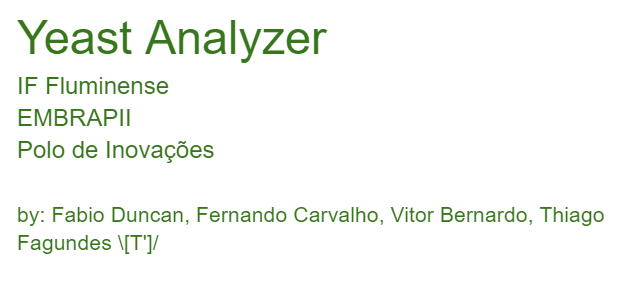 Yeast Analyzer
IF Fluminense
EMBRAPII
Polo de Inovações
by: Fabio Duncan, Fernando Carvalho, Vitor Bernardo, Thiago
Fagundes \[T']/